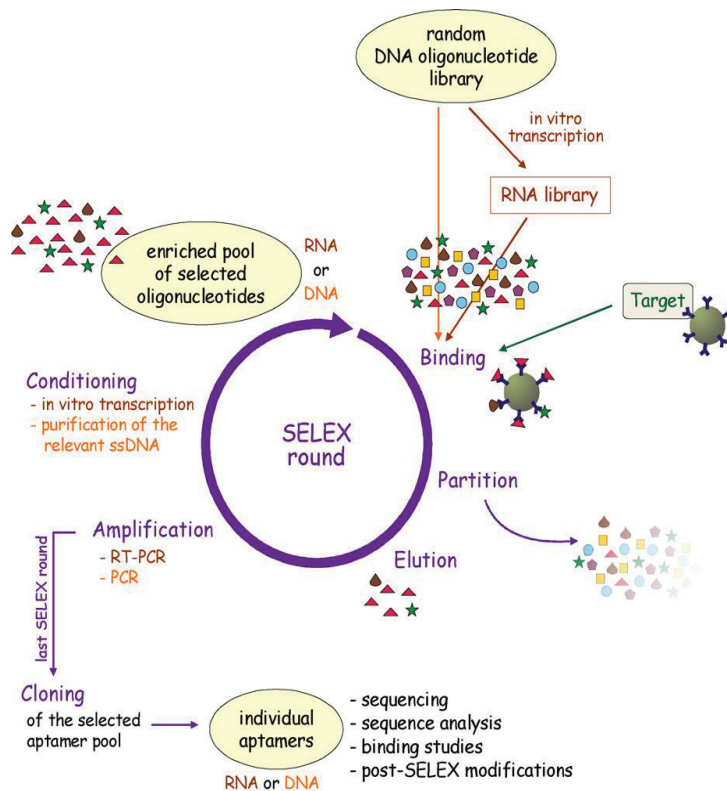 random
DNA oligonucleotide
library
in vitro
transcription
RNA library
enriched pool
of selected
oligonucleotides
RNA
or
DNA
Target
Binding
Conditioning
- in vitro transcription
- purification of the
relevant ssDNA
SELEX
round
Partition
Amplification
- RT-PCR
- PCR
Elution
last SELEX round
Cloning
of the selected
aptamer pool
individual
aptamers
RNA or DNA
- sequencing
- sequence analysis
- binding studies
- post-SELEX modifications